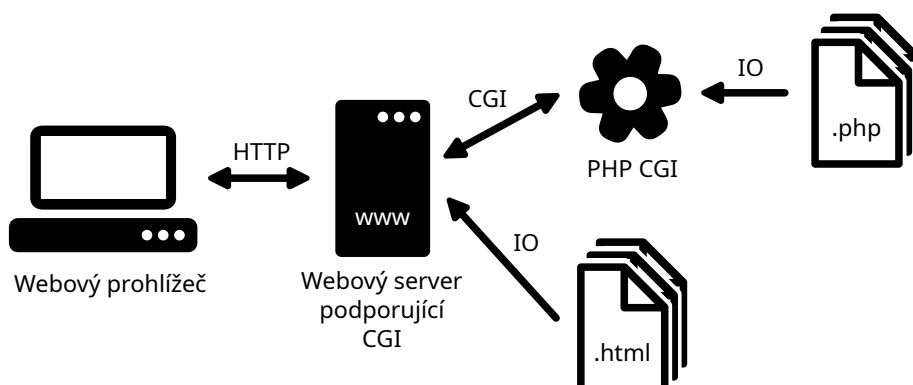 HTTP
Webový prohlížeč
www
Webový server
podporující
CGI
CGI
PHP CGI
IO
.php
IO
.html